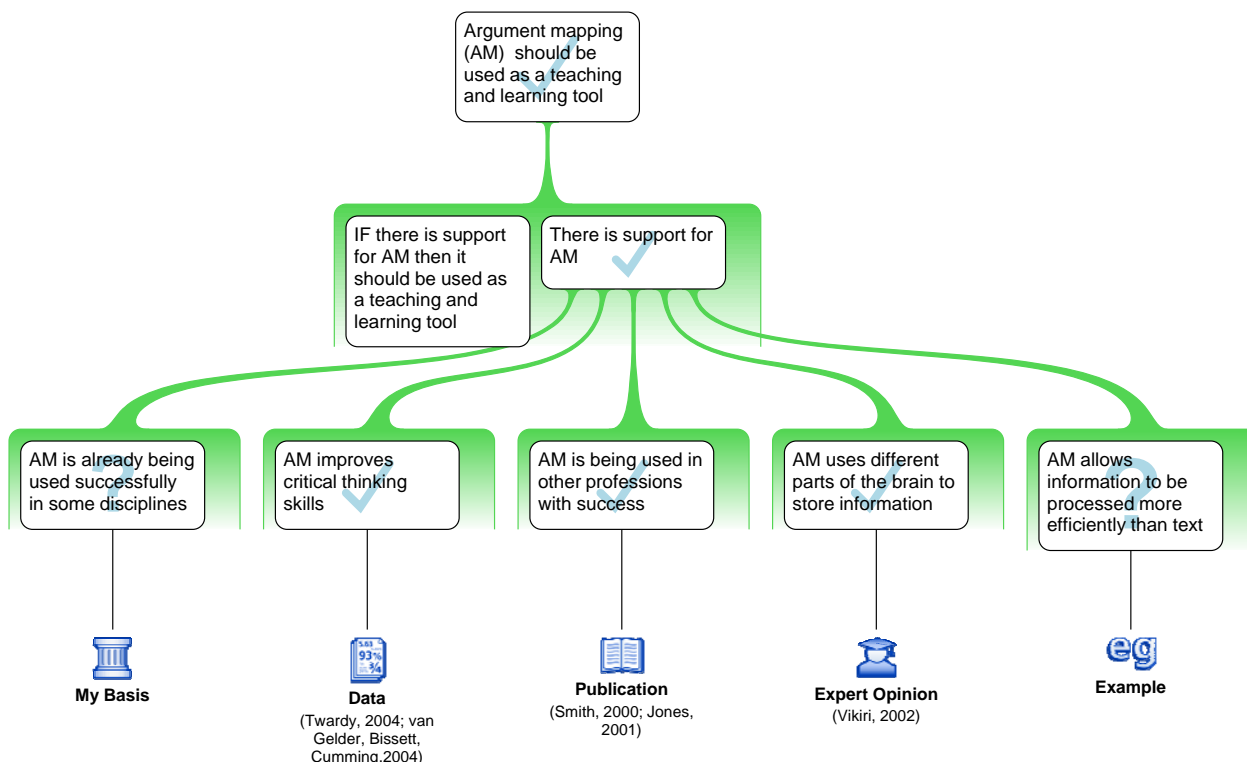 Argument mapping
(AM) should be
used as a teaching
and learning tool
IF there is support
for AM then it
should be used as
a teaching and
learning tool
There is support for
AM
AM is already being
used successfully
in some disciplines
AM improves
critical thinking
skills
AM is being used in
other professions
with success
AM uses different
parts of the brain to
store information
AM allows
information to be
processed more
efficiently than text
My Basis
5.63
93%
3/4
Data
(Twardy, 2004; van
Gelder, Bissett,
Cumming,2004)
Publication
(Smith, 2000; Jones,
2001)
Expert Opinion
(Vikiri, 2002)
eg
Example